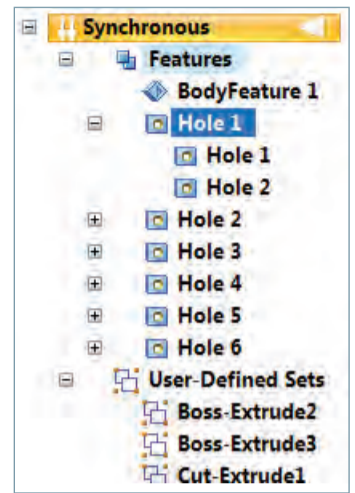 Synchronous
Features
BodyFeature 1
Hole 1
Hole 1
Hole 2
Hole 2
Hole 3
Hole 4
Hole 5
Hole 6
User-Defined Sets
Boss-Extrude2
Boss-Extrude3
Cut-Extrude1